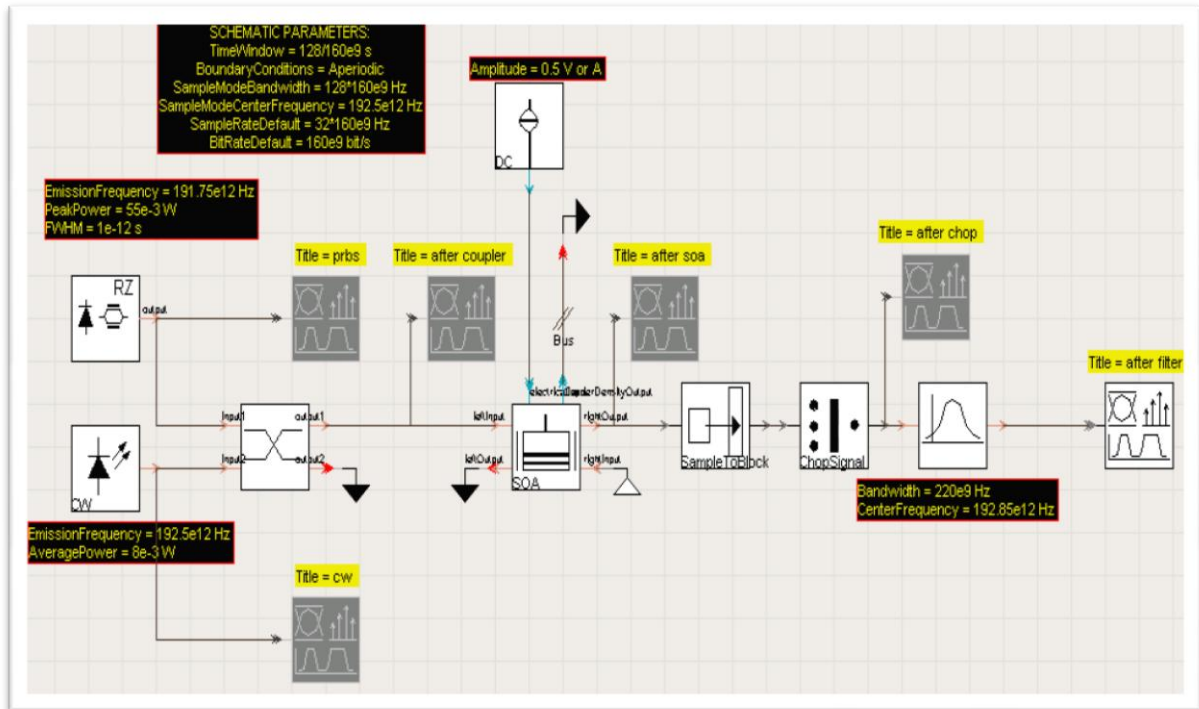 SCHEMATIC PARAMETERS:
TimeWindow = 128/160e9 s
BoundaryConditions = Aperiodic
SampleModeBandwidth = 128*160e9 Hz
SampleModeCenterFrequency = 192.5e12 Hz
SampleRateDefault = 32*160e9 Hz
BitRateDefault = 160e9 bit/s
Amplitude = 0.5 V or A
DC
EmissionFrequency = 191.75e12 Hz
PeakPower = 55e-3 W
FWHM = 1e-12 s
Title = prbs
Title = after coupler
Title = after soa
Title = after chop
RZ
output
Bus
Title = after filter
input1
output1
input2
output2
leftInput
rightOutput
leftOutput
rightInput
SOA
SampleToBlock
ChopSignal
CW
Bandwidth = 220e9 Hz
CenterFrequency = 192.85e12 Hz
EmissionFrequency = 192.5e12 Hz
AveragePower = 8e-3 W
Title = cw